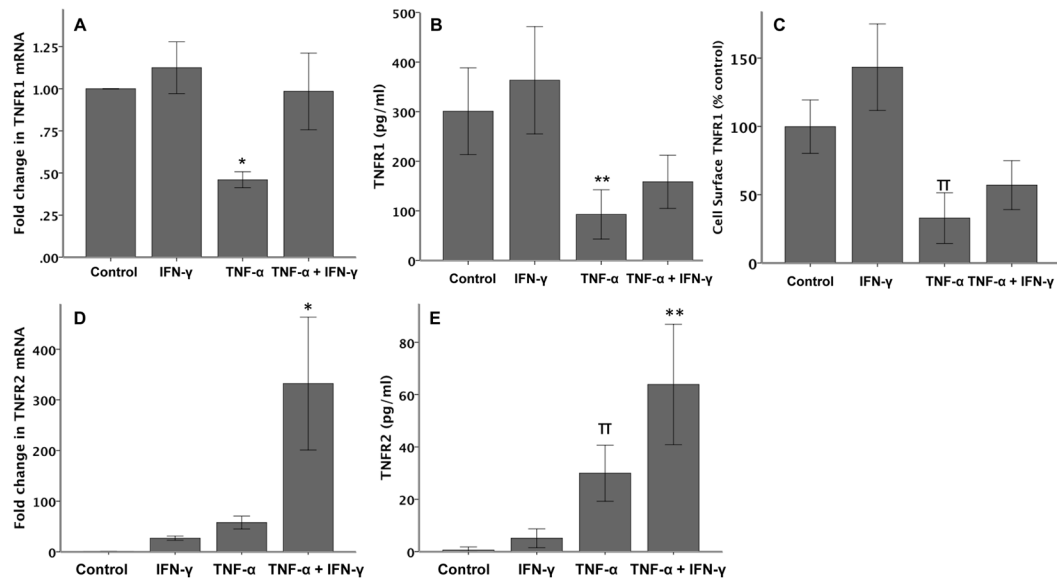 A
Fold change in TNFR1 mRNA
1.25
1.00
.75
.50
.25
.00
*
Control IFN-γ TNF-α TNF-α + IFN-γ
B
TNFR1 (pg/ml)
500
400
300
200
100
0
**
Control IFN-γ TNF-α TNF-α + IFN-γ
C
Cell Surface TNFR1 (% control)
150
100
50
0
π
Control IFN-γ TNF-α TNF-α + IFN-γ
D
Fold change in TNFR2 mRNA
400
300
200
100
0
*
Control IFN-γ TNF-α TNF-α + IFN-γ
E
TNFR2 (pg/ml)
80
60
40
20
0
π
**
Control IFN-γ TNF-α TNF-α + IFN-γ